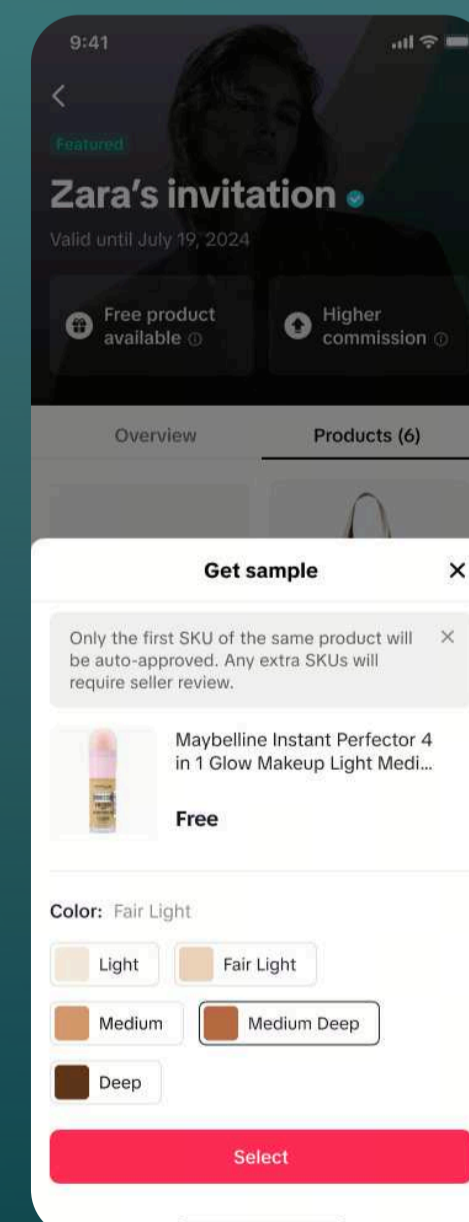 9:41
Featured
Zara's invitation
Valid until July 19, 2024
Free product
available
Higher
commission
Overview
Products (6)
Get sample
Only the first SKU of the same product will
be auto-approved. Any extra SKUs will
require seller review.
Maybelline Instant Perfector 4
in 1 Glow Makeup Light Medi...
Free
Color: Fair Light
Light
Fair Light
Medium
Medium Deep
Deep
Select